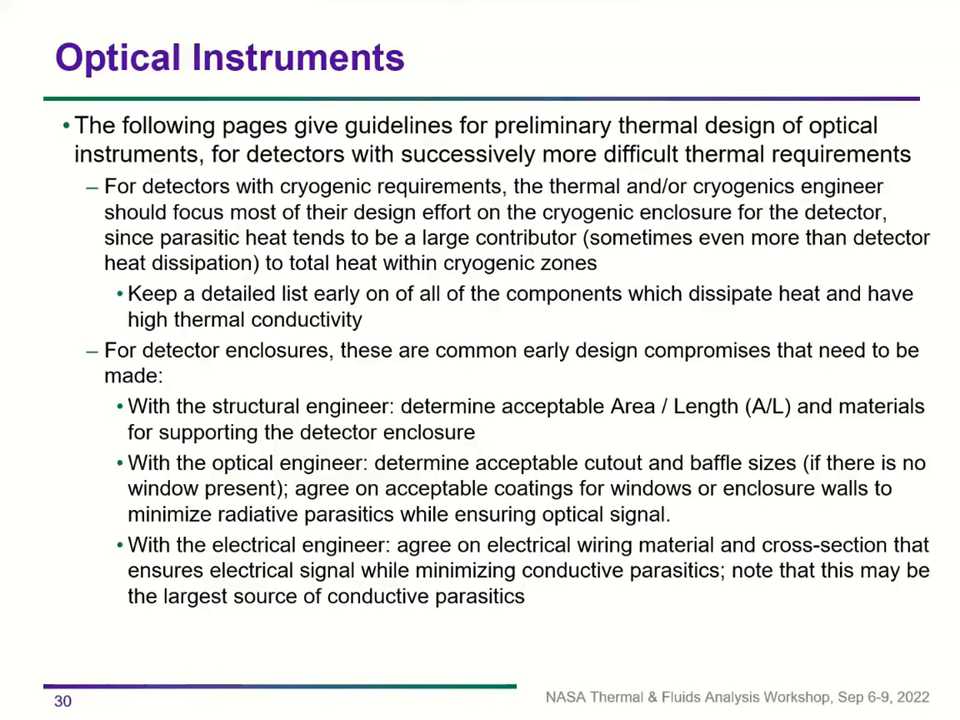 Optical Instruments
• The following pages give guidelines for preliminary thermal design of optical
instruments, for detectors with successively more difficult thermal requirements
– For detectors with cryogenic requirements, the thermal and/or cryogenics engineer
should focus most of their design effort on the cryogenic enclosure for the detector,
since parasitic heat tends to be a large contributor (sometimes even more than detector
heat dissipation) to total heat within cryogenic zones
• Keep a detailed list early on of all of the components which dissipate heat and have
high thermal conductivity
– For detector enclosures, these are common early design compromises that need to be
made:
• With the structural engineer: determine acceptable Area / Length (A/L) and materials
for supporting the detector enclosure
• With the optical engineer: determine acceptable cutout and baffle sizes (if there is no
window present); agree on acceptable coatings for windows or enclosure walls to
minimize radiative parasitics while ensuring optical signal.
• With the electrical engineer: agree on electrical wiring material and cross-section that
ensures electrical signal while minimizing conductive parasitics; note that this may be
the largest source of conductive parasitics
30
NASA Thermal & Fluids Analysis Workshop, Sep 6-9, 2022